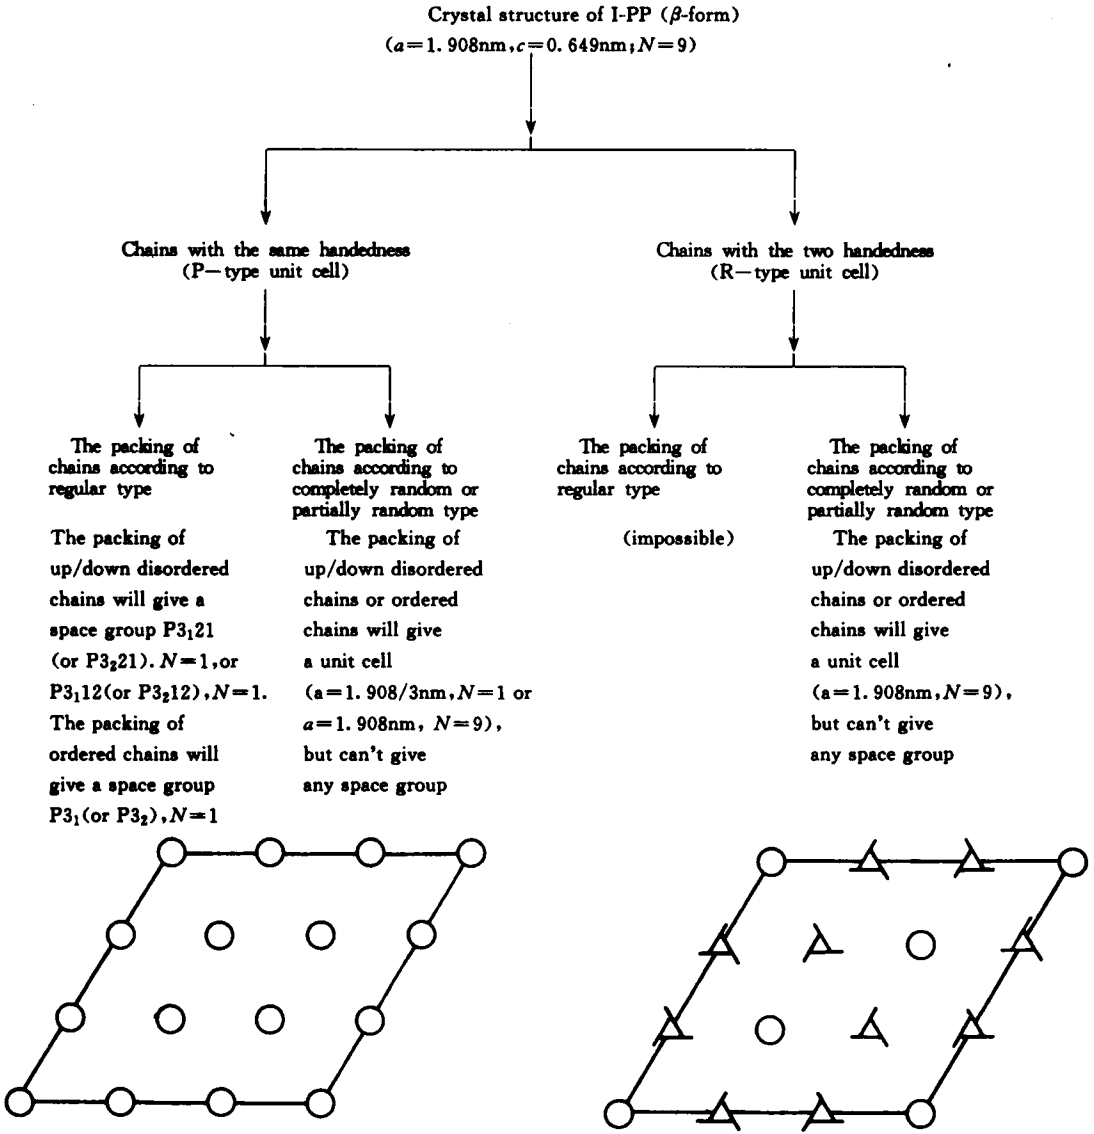 Crystal structure of I-PP (β-form)
(a=1.908nm,c=0.649nm;N=9)
Chains with the same handedness
(P—type unit cell)
Chains with the two handedness
(R—type unit cell)
The packing of
chains according to
regular type
The packing of
up/down disordered
chains will give a
space group P3₁21
(or P3₂21). N=1,or
P3₁12(or P3₂12),N=1.
The packing of
ordered chains will
give a space group
P3₁(or P3₂),N=1
The packing of
chains according to
completely random or
partially random type
The packing of
up/down disordered
chains or ordered
chains will give
a unit cell
(a=1.908/3nm,N=1 or
a=1.908nm, N=9),
but can't give
any space group
The packing of
chains according to
regular type
(impossible)
The packing of
chains according to
completely random or
partially random type
The packing of
up/down disordered
chains or ordered
chains will give
a unit cell
(a=1.908nm,N=9),
but can't give
any space group